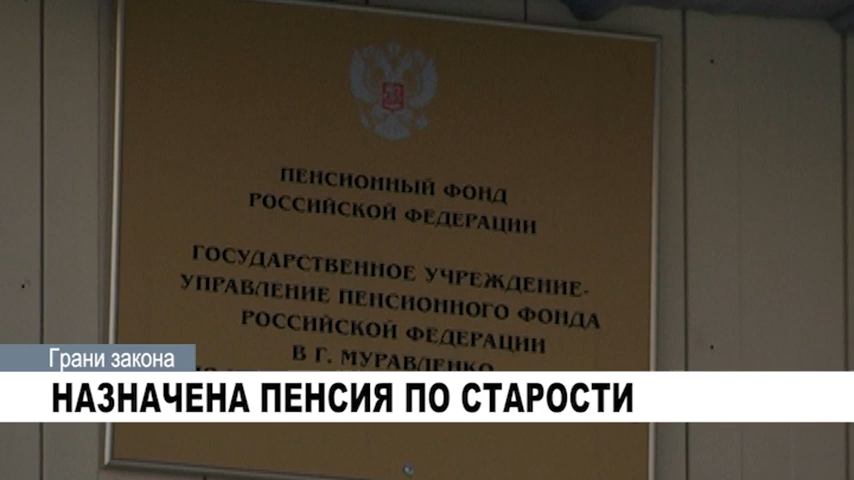 ПЕНСИОННЫЙ ФОНД
РОССИЙСКОЙ ФЕДЕРАЦИИ
ГОСУДАРСТВЕННОЕ УЧРЕЖДЕНИЕ-
УПРАВЛЕНИЕ ПЕНСИОННОГО ФОНДА
РОССИЙСКОЙ ФЕДЕРАЦИИ
В Г. МУРАВЛЕНКО
Грани закона
НАЗНАЧЕНА ПЕНСИЯ ПО СТАРОСТИ